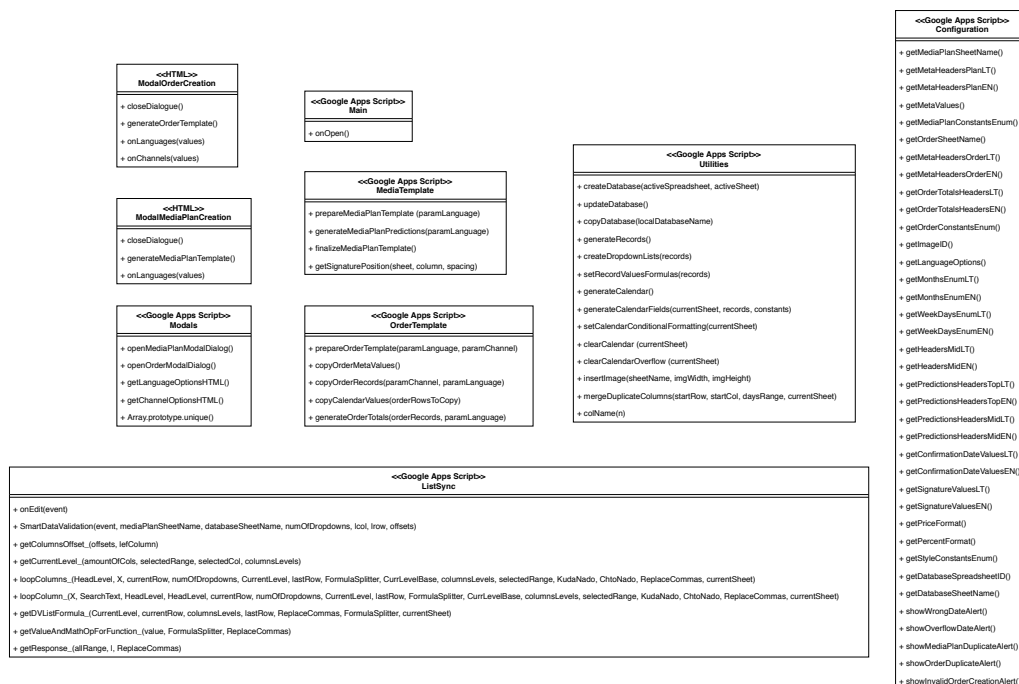 <<HTML>>
ModalOrderCreation
+ closeDialogue()
+ generateOrderTemplate()
+ onLanguages(values)
+ onChannels(values)
<<HTML>>
ModalMediaPlanCreation
+ closeDialogue()
+ generateMediaPlanTemplate()
+ onLanguages(values)
<<Google Apps Script>>
Modals
+ openMediaPlanModalDialog()
+ openOrderModalDialog()
+ getLanguageOptionsHTML()
+ getChannelOptionsHTML()
+ Array.prototype.unique()
<<Google Apps Script>>
Main
+ onOpen()
<<Google Apps Script>>
MediaTemplate
+ prepareMediaPlanTemplate (paramLanguage)
+ generateMediaPlanPredictions(paramLanguage)
+ finalizeMediaPlanTemplate()
+ getSignaturePosition(sheet, column, spacing)
<<Google Apps Script>>
OrderTemplate
+ prepareOrderTemplate(paramLanguage, paramChannel)
+ copyOrderMetaValues()
+ copyOrderRecords(paramChannel, paramLanguage)
+ copyCalendarValues(orderRowsToCopy)
+ generateOrderTotals(orderRecords, paramLanguage)
<<Google Apps Script>>
Utilities
+ createDatabase(activeSpreadsheet, activeSheet)
+ updateDatabase()
+ copyDatabase(localDatabaseName)
+ generateRecords()
+ createDropdownLists(records)
+ setRecordValuesFormulas(records)
+ generateCalendar()
+ generateCalendarFields(currentSheet, records, constants)
+ setCalendarConditionalFormatting(currentSheet)
+ clearCalendar (currentSheet)
+ clearCalendarOverflow (currentSheet)
+ insertImage(sheetName, imgWidth, imgHeight)
+ mergeDuplicateColumns(startRow, startCol, daysRange, currentSheet)
+ colName(n)
<<Google Apps Script>>
ListSync
+ onEdit(event)
+ SmartDataValidation(event, mediaPlanSheetName, databaseSheetName, numOfDropdowns, lcol, lrow, offsets)
+ getColumnsOffset_(offsets, lefColumn)
+ getCurrentLevel_(amountOfCols, selectedRange, selectedCol, columnsLevels)
+ loopColumns_(HeadLevel, X, currentRow, numOfDropdowns, CurrentLevel, lastRow, FormulaSplitter, CurrLevelBase, columnsLevels, selectedRange, KudaNado, ChtoNado, ReplaceCommas, currentSheet)
+ loopColumn_(X, SearchText, HeadLevel, HeadLevel, currentRow, numOfDropdowns, CurrentLevel, lastRow, FormulaSplitter, CurrLevelBase, columnsLevels, selectedRange, KudaNado, ChtoNado, ReplaceCommas, currentSheet)
+ getDVListFormula_(CurrentLevel, currentRow, columnsLevels, lastRow, ReplaceCommas, FormulaSplitter, currentSheet)
+ getValueAndMathOpForFunction_(value, FormulaSplitter, ReplaceCommas)
+ getResponse_(allRange, l, ReplaceCommas)
<<Google Apps Script>>
Configuration
+ getMediaPlanSheetName()
+ getMetaHeadersPlanLT()
+ getMetaHeadersPlanEN()
+ getMetaValues()
+ getMediaPlanConstantsEnum()
+ getOrderSheetName()
+ getMetaHeadersOrderLT()
+ getMetaHeadersOrderEN()
+ getOrderTotalsHeadersLT()
+ getOrderTotalsHeadersEN()
+ getOrderConstantsEnum()
+ getImageID()
+ getLanguageOptions()
+ getMonthsEnumLT()
+ getMonthsEnumEN()
+ getWeekDaysEnumLT()
+ getWeekDaysEnumEN()
+ getHeadersMidLT()
+ getHeadersMidEN()
+ getPredictionsHeadersTopLT()
+ getPredictionsHeadersTopEN()
+ getPredictionsHeadersMidLT()
+ getPredictionsHeadersMidEN()
+ getConfirmationDateValuesLT()
+ getConfirmationDateValuesEN()
+ getSignatureValuesLT()
+ getSignatureValuesEN()
+ getPriceFormat()
+ getPercentFormat()
+ getStyleConstantsEnum()
+ getDatabaseSpreadsheetID()
+ getDatabaseSheetName()
+ showWrongDateAlert()
+ showOverflowDateAlert()
+ showMediaPlanDuplicateAlert()
+ showOrderDuplicateAlert()
+ showInvalidOrderCreationAlert()